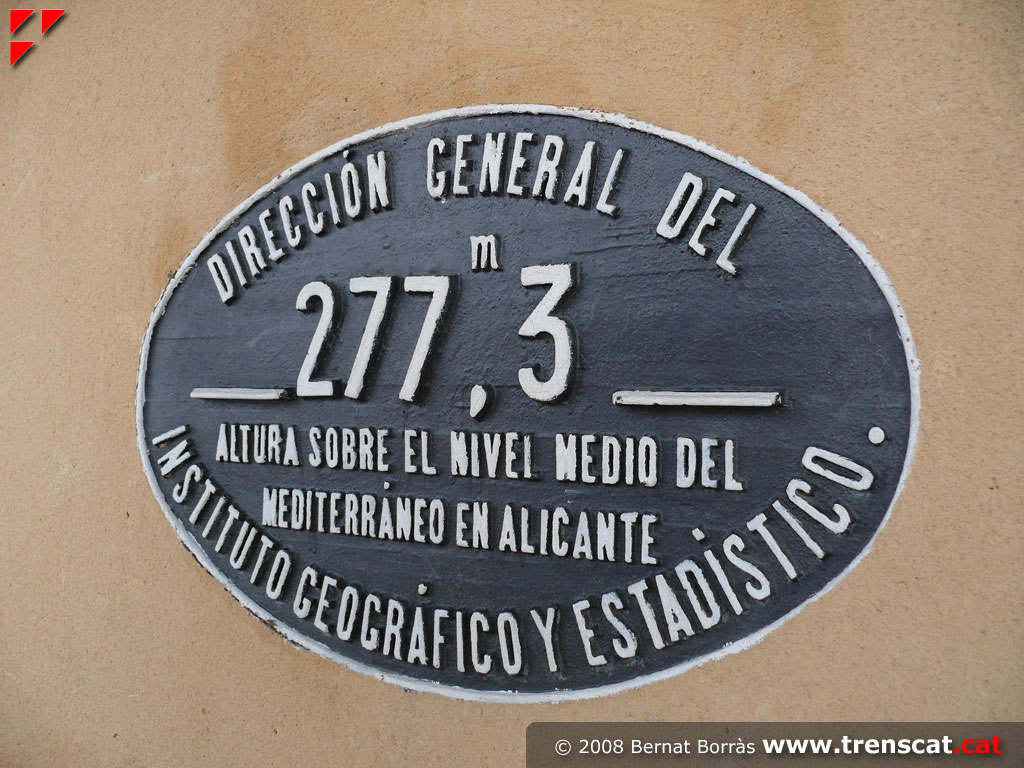 DIRECCIÓN GENERAL DEL
m
277,3
ALTURA SOBRE EL NIVEL MEDIO DEL
MEDITERRÁNEO EN ALICANTE
INSTITUTO GEOGRÁFICO Y ESTADÍSTICO.
© 2008 Bernat Borràs www.trenscat.cat